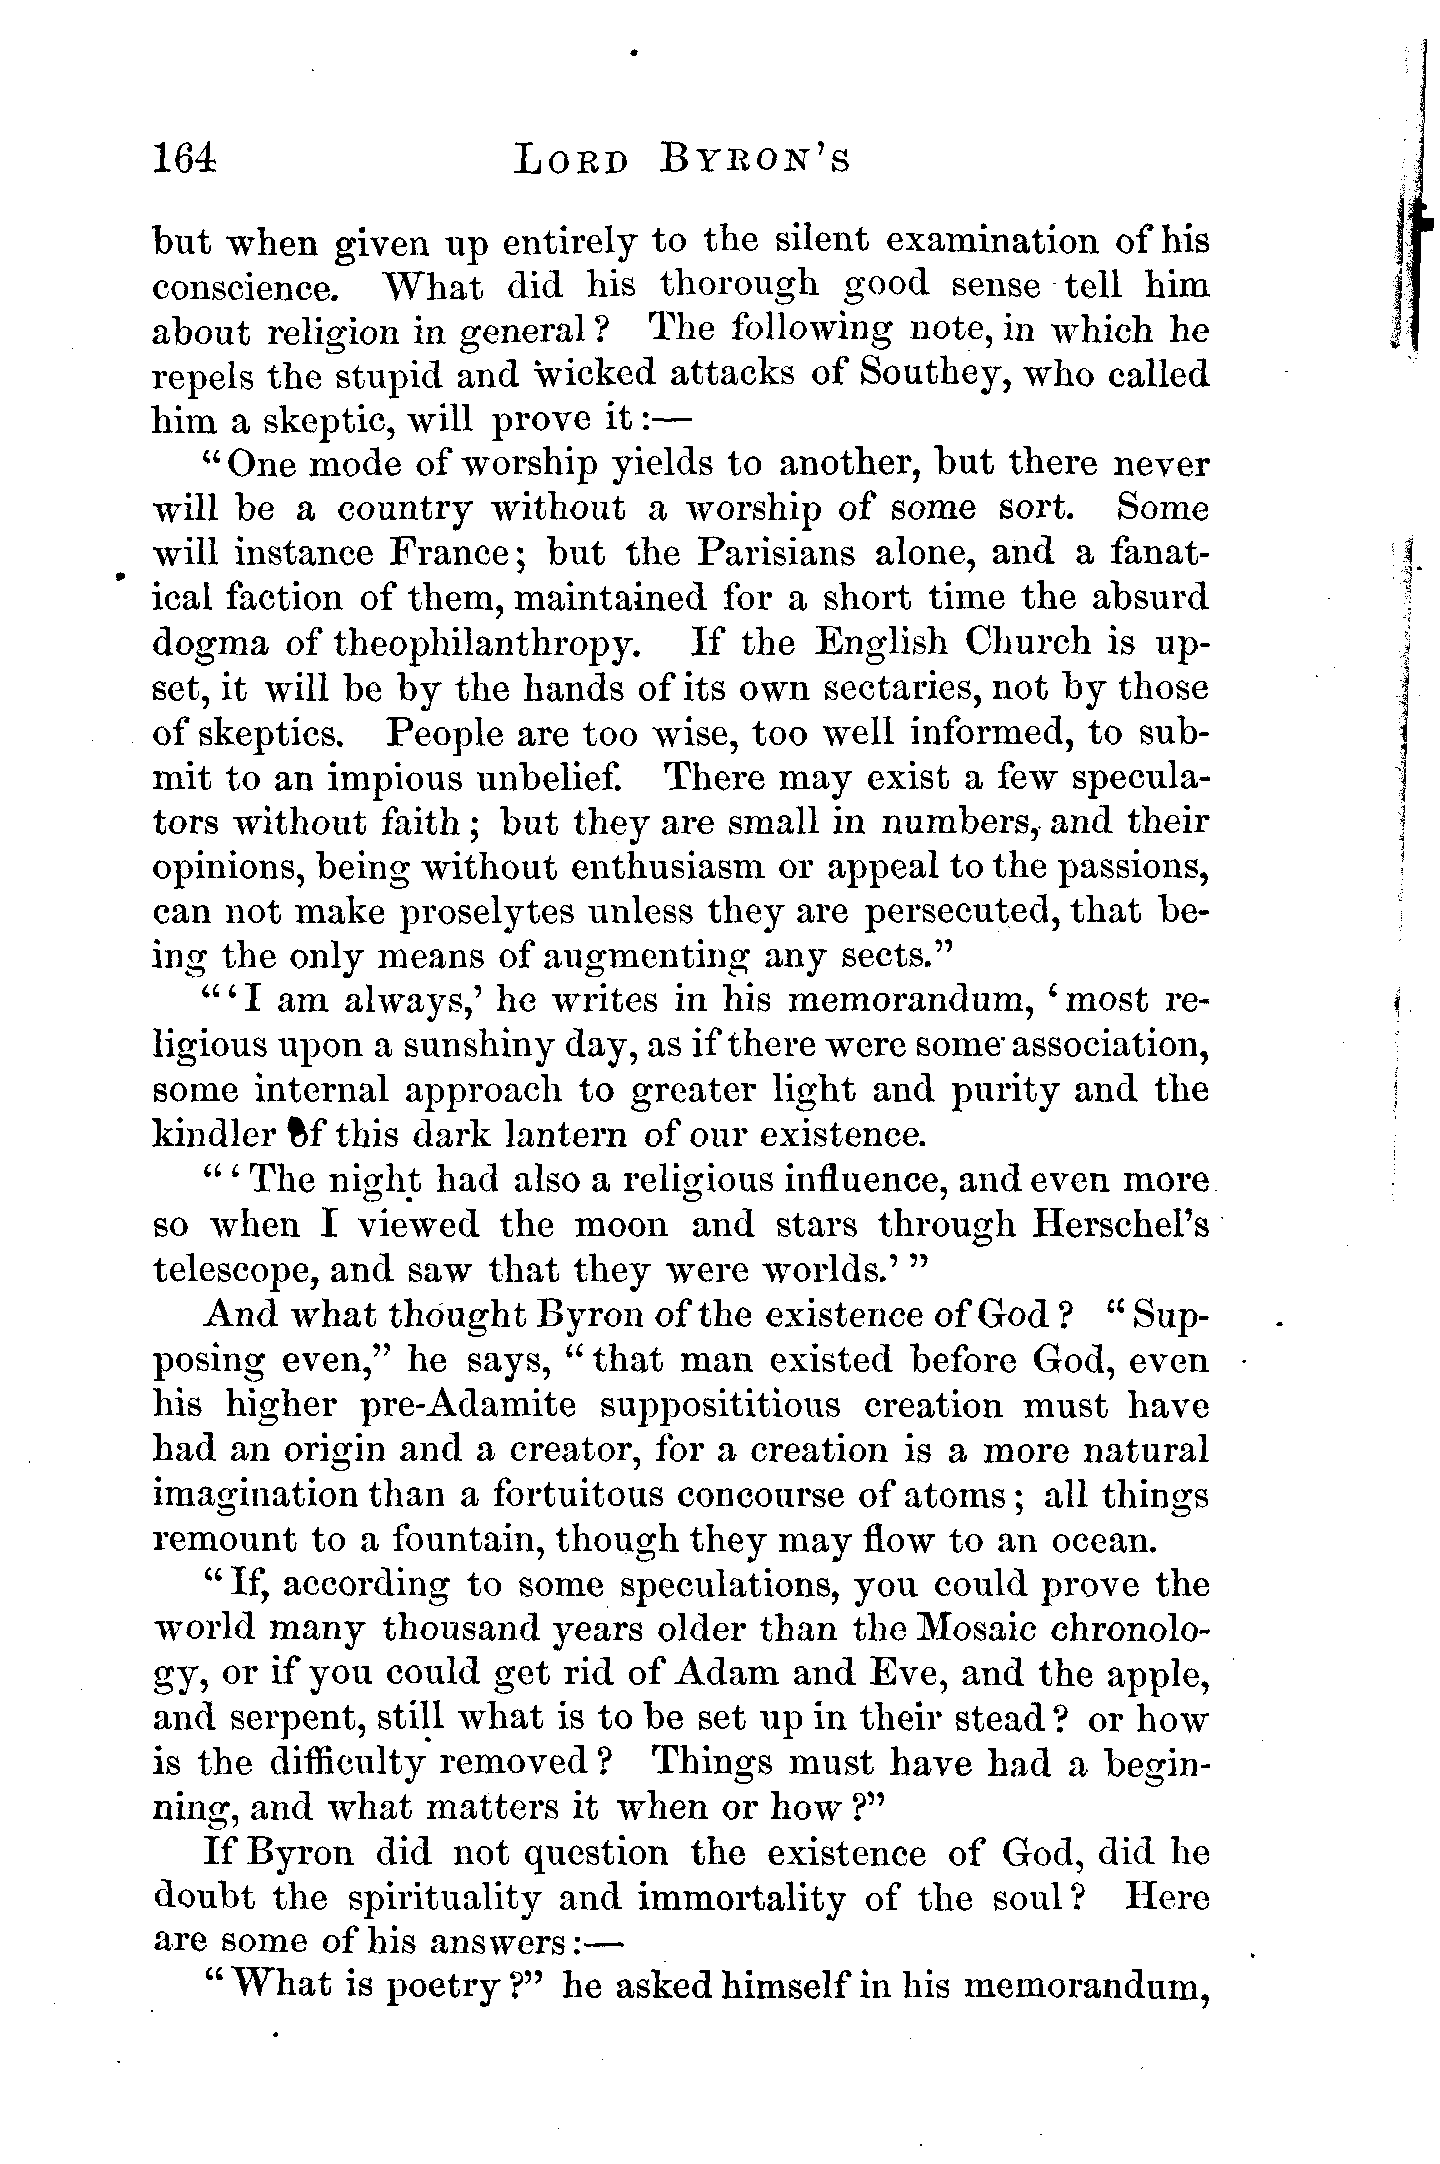 164 LORD BYRON'S
but when given up entirely to the silent examination of his
conscience. What did his thorough good sense tell him
about religion in general? The following note, in which he
repels the stupid and wicked attacks of Southey, who called
him a skeptic, will prove it:—
"One mode of worship yields to another, but there never
will be a country without a worship of some sort. Some
will instance France; but the Parisians alone, and a fanat-
ical faction of them, maintained for a short time the absurd
dogma of theophilanthropy. If the English Church is up-
set, it will be by the hands of its own sectaries, not by those
of skeptics. People are too wise, too well informed, to sub-
mit to an impious unbelief. There may exist a few specula-
tors without faith; but they are small in numbers, and their
opinions, being without enthusiasm or appeal to the passions,
can not make proselytes unless they are persecuted, that be-
ing the only means of augmenting any sects."
"'I am always,' he writes in his memorandum, 'most re-
ligious upon a sunshiny day, as if there were some association,
some internal approach to greater light and purity and the
kindler of this dark lantern of our existence.
"'The night had also a religious influence, and even more
so when I viewed the moon and stars through Herschel's
telescope, and saw that they were worlds.'"
And what thought Byron of the existence of God? "Sup-
posing even," he says, "that man existed before God, even
his higher pre-Adamite supposititious creation must have
had an origin and a creator, for a creation is a more natural
imagination than a fortuitous concourse of atoms; all things
remount to a fountain, though they may flow to an ocean.
"If, according to some speculations, you could prove the
world many thousand years older than the Mosaic chronolo-
gy, or if you could get rid of Adam and Eve, and the apple,
and serpent, still what is to be set up in their stead? or how
is the difficulty removed? Things must have had a begin-
ning, and what matters it when or how?"
If Byron did not question the existence of God, did he
doubt the spirituality and immortality of the soul? Here
are some of his answers:—
"What is poetry?" he asked himself in his memorandum,